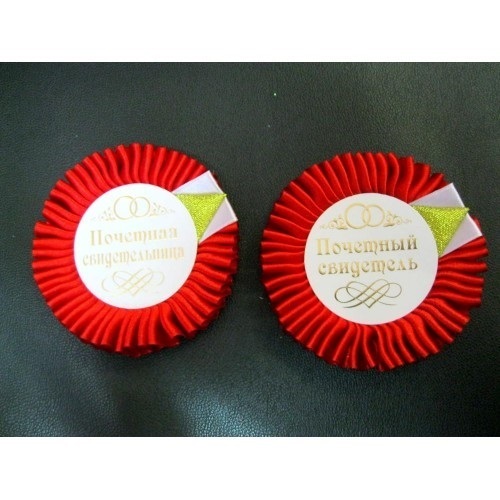 Почетная
свидетельница
Почетный
свидетель